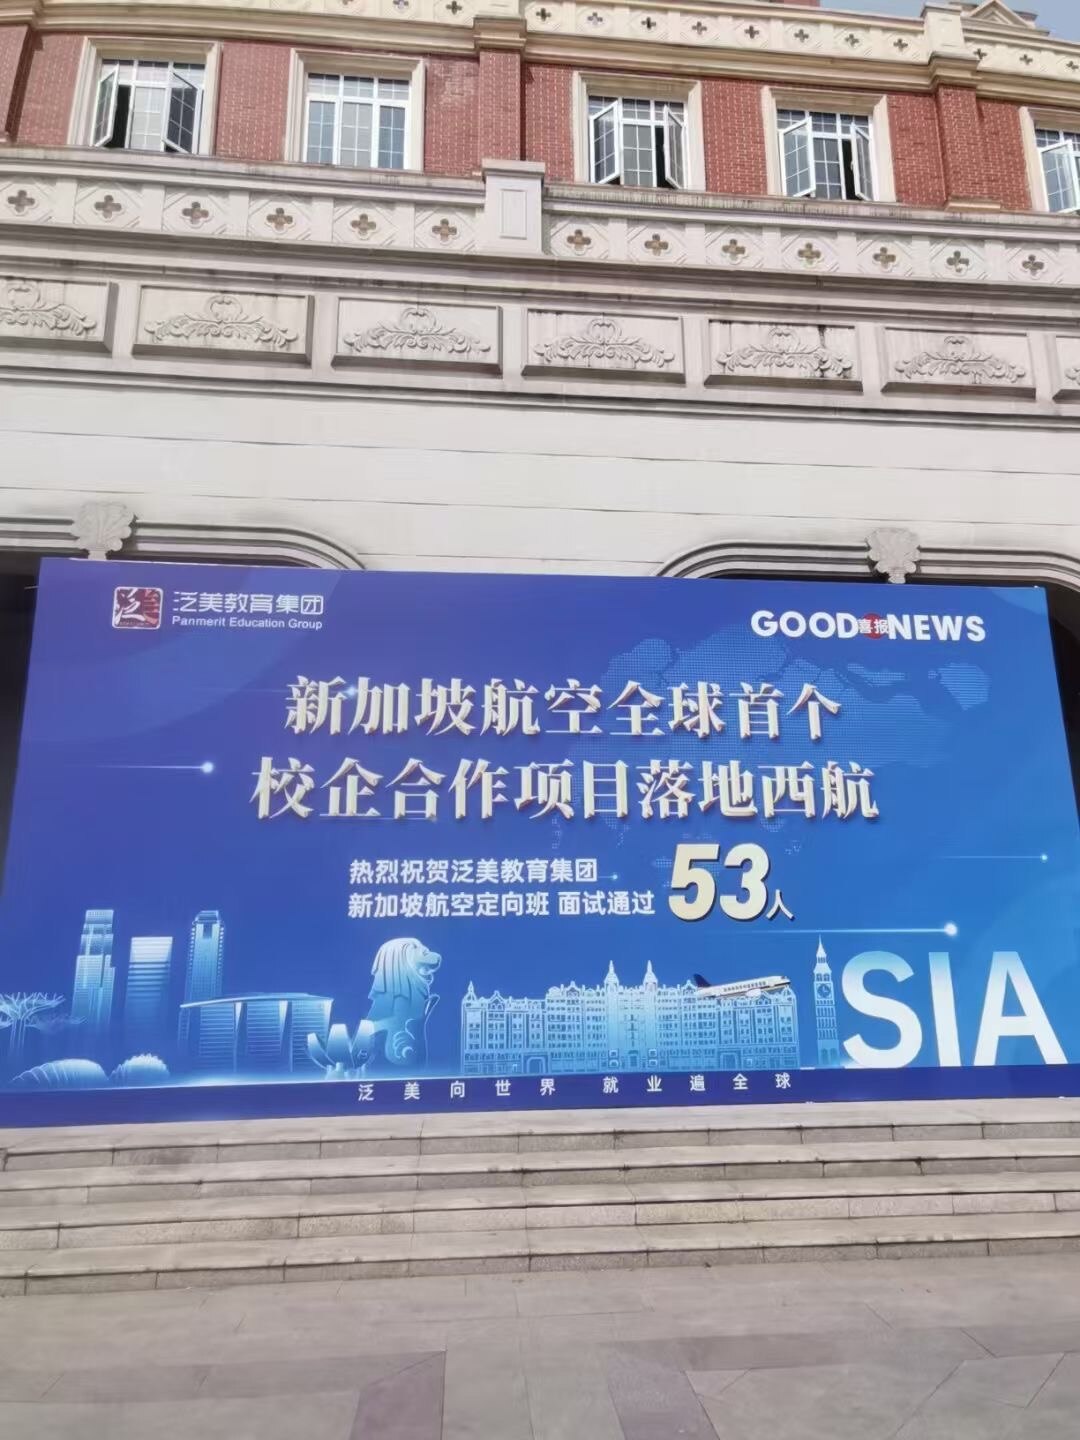 泛美 泛美教育集团
Panmerit Education Group
GOOD喜报NEWS
新加坡航空全球首个
校企合作项目落地西航
热烈祝贺泛美教育集团
新加坡航空定向班 面试通过 53人
SIA
泛美向世界 就业遍全球